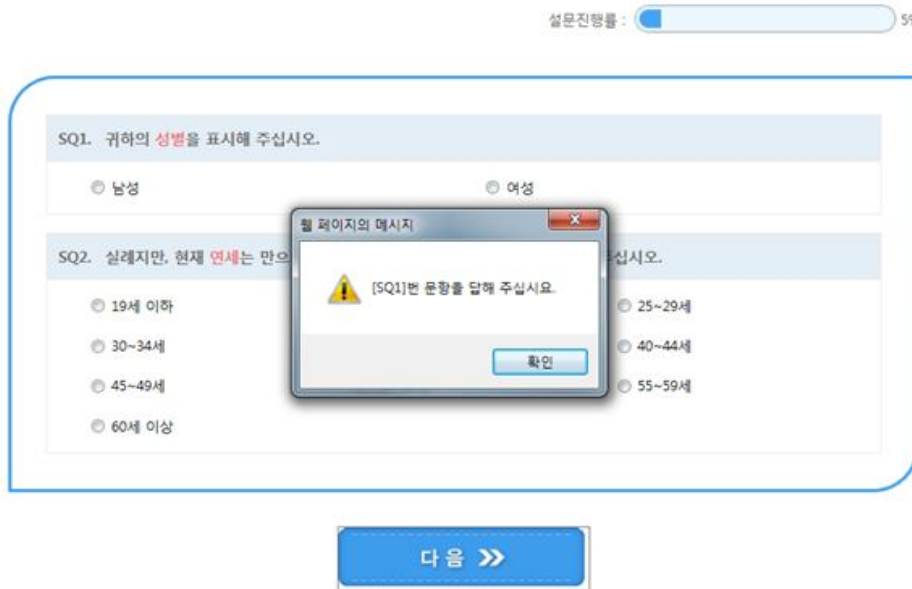 설문진행률 : 5%
SQ1. 귀하의 성별을 표시해 주십시오.
남성 여성
웹 페이지의 메시지
SQ2. 실례지만, 현재 연세는 만으 십시오.
[SQ1]번 문항을 답해 주십시요.
19세 이하 25~29세
30~34세 40~44세
확인
45~49세 55~59세
60세 이상
다음